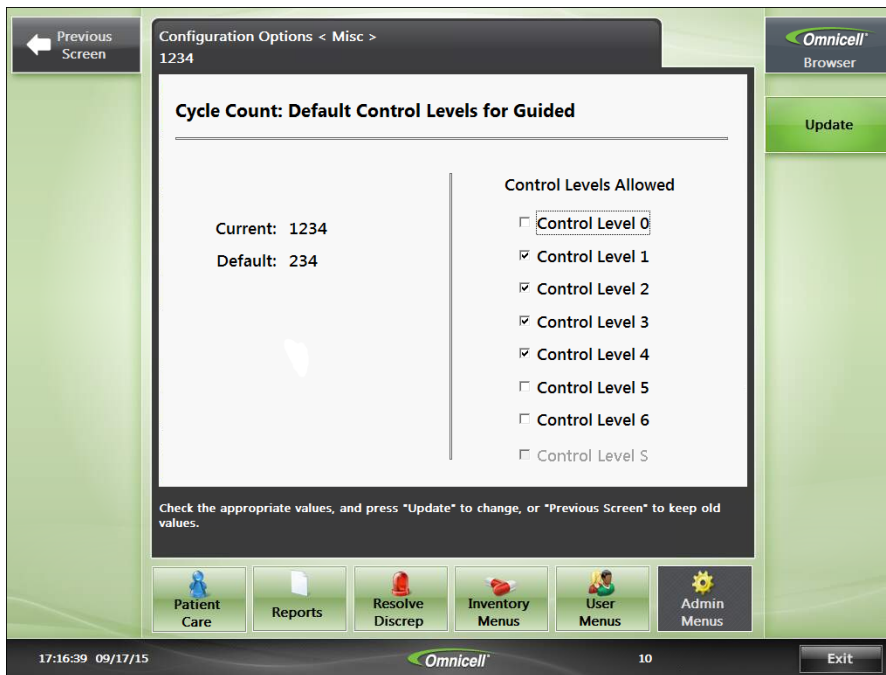 Previous
Screen
Configuration Options < Misc >
1234
Omnicell
Browser
Update
Cycle Count: Default Control Levels for Guided
Current: 1234
Default: 234
Control Levels Allowed
Control Level 0
Control Level 1
Control Level 2
Control Level 3
Control Level 4
Control Level 5
Control Level 6
Control Level S
Check the appropriate values, and press "Update" to change, or "Previous Screen" to keep old
values.
Patient
Care
Reports
Resolve
Discrep
Inventory
Menus
User
Menus
Admin
Menus
17:16:39 09/17/15
Omnicell
10
Exit